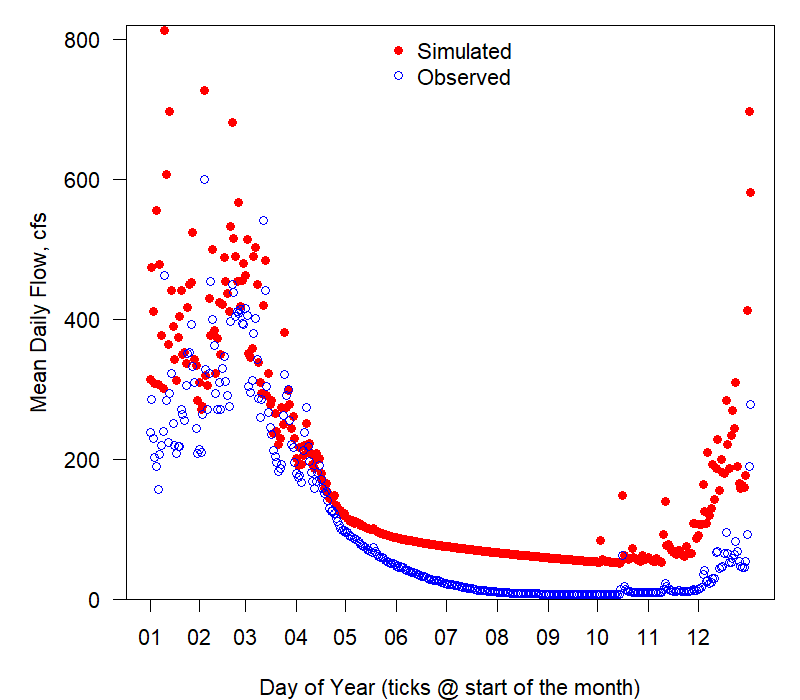 Simulated
Observed
800
600
400
200
0
Mean Daily Flow, cfs
01 02 03 04 05 06 07 08 09 10 11 12
Day of Year (ticks @ start of the month)